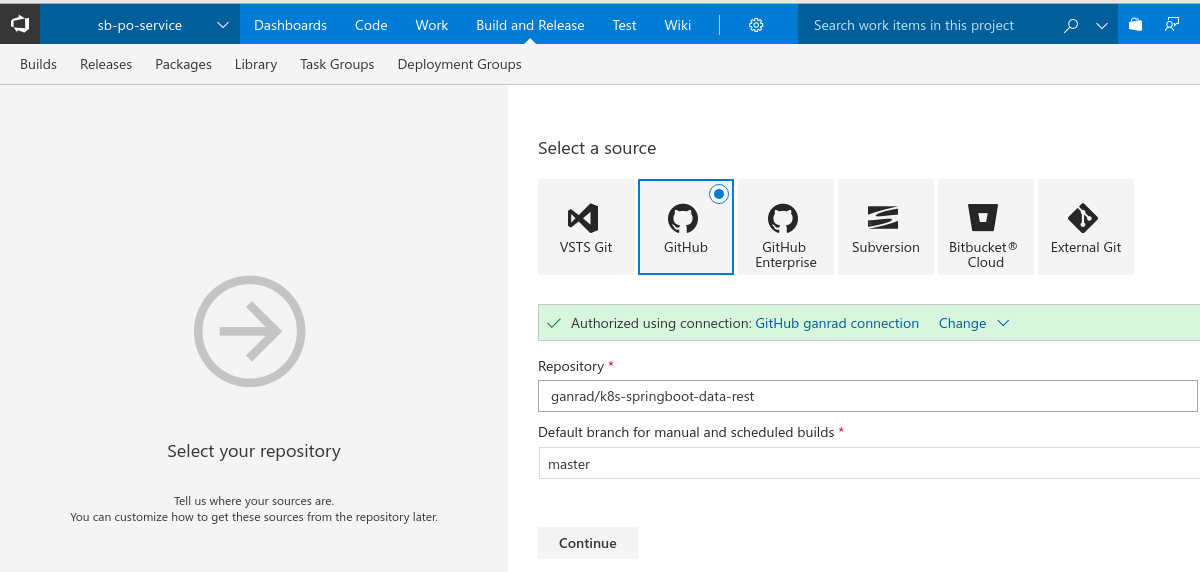 sb-po-service Dashboards Code Work Build and Release Test Wiki Search work items in this project
Builds Releases Packages Library Task Groups Deployment Groups
Select your repository
Tell us where your sources are.
You can customize how to get these sources from the repository later.
Select a source
VSTS Git
GitHub
GitHub
Enterprise
Subversion
Bitbucket®
Cloud
External Git
Authorized using connection: GitHub ganrad connection Change
Repository *
ganrad/k8s-springboot-data-rest
Default branch for manual and scheduled builds *
master
Continue